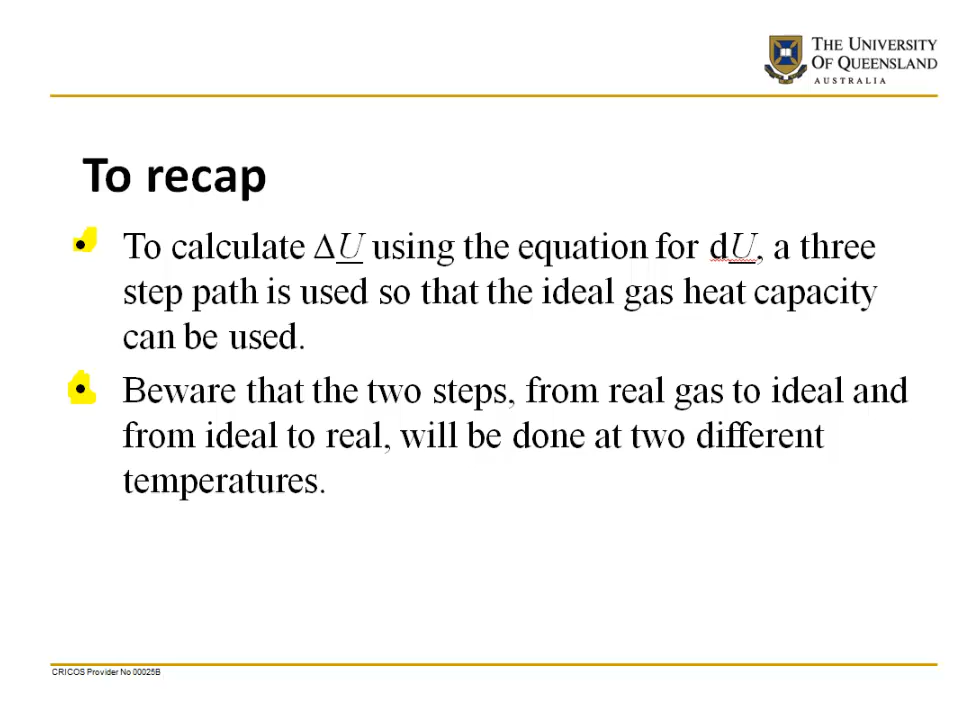 THE UNIVERSITY
OF QUEENSLAND
AUSTRALIA
To recap
• To calculate ΔU using the equation for dU, a three
step path is used so that the ideal gas heat capacity
can be used.
• Beware that the two steps, from real gas to ideal and
from ideal to real, will be done at two different
temperatures.
CRICOS Provider No 00025B